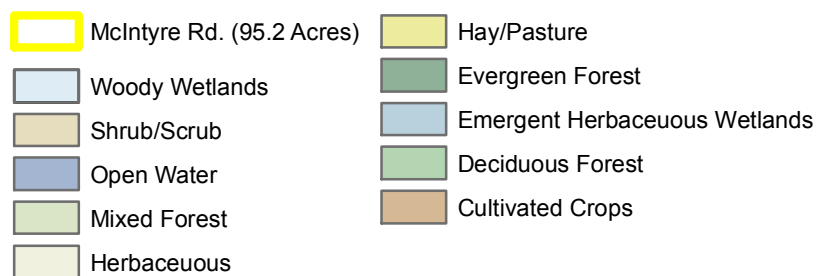 McIntyre Rd. (95.2 Acres)
Woody Wetlands
Shrub/Scrub
Open Water
Mixed Forest
Herbaceuous
Hay/Pasture
Evergreen Forest
Emergent Herbaceuous Wetlands
Deciduous Forest
Cultivated Crops